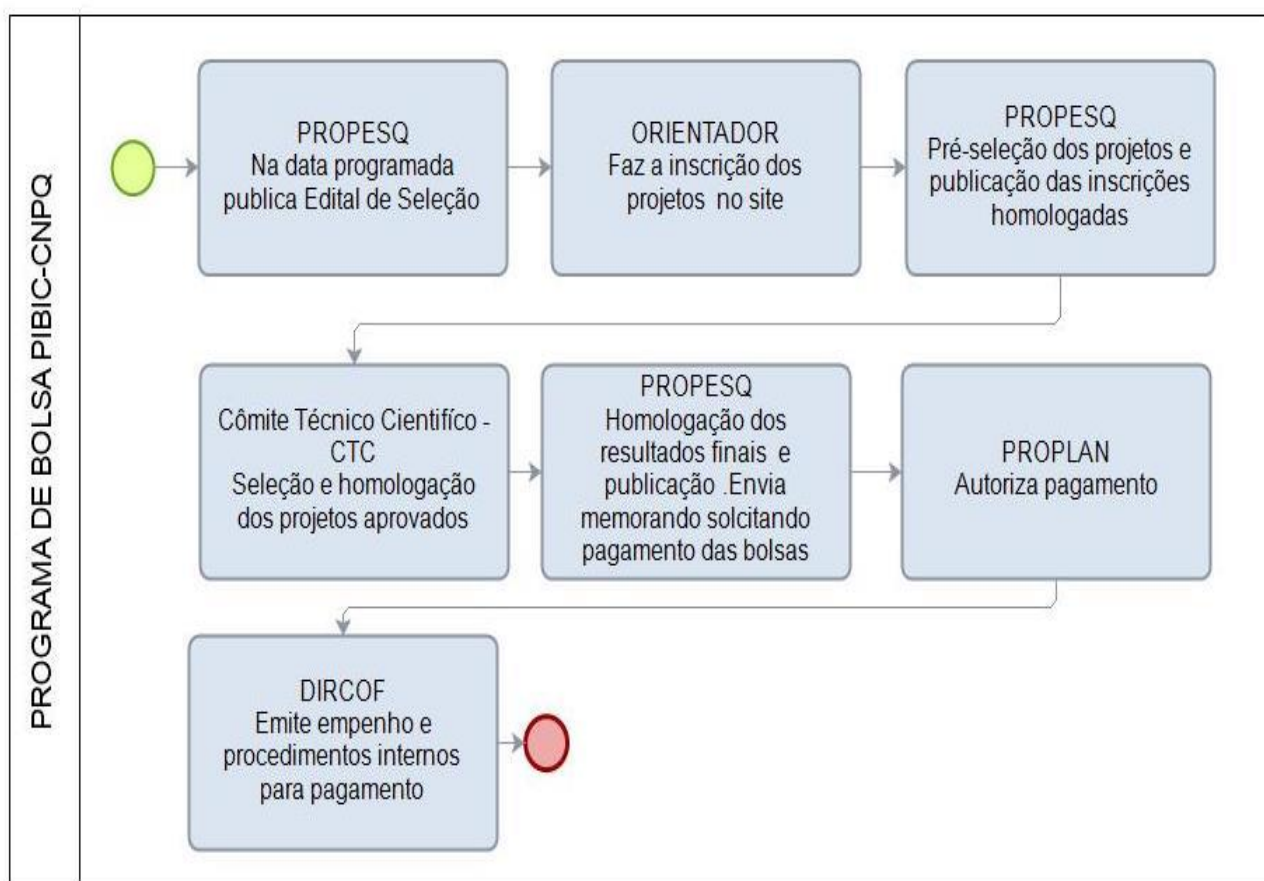 PROGRAMA DE BOLSA PIBIC-CNPQ
PROPESQ
Na data programada
publica Edital de Seleção
ORIENTADOR
Faz a inscrição dos
projetos no site
PROPESQ
Pré-seleção dos projetos e
publicação das inscrições
homologadas
Cômite Técnico Científíco -
CTC
Seleção e homologação
dos projetos aprovados
PROPESQ
Homologação dos
resultados finais e
publicação .Envia
memorando solcitando
pagamento das bolsas
PROPLAN
Autoriza pagamento
DIRCOF
Emite empenho e
procedimentos internos
para pagamento